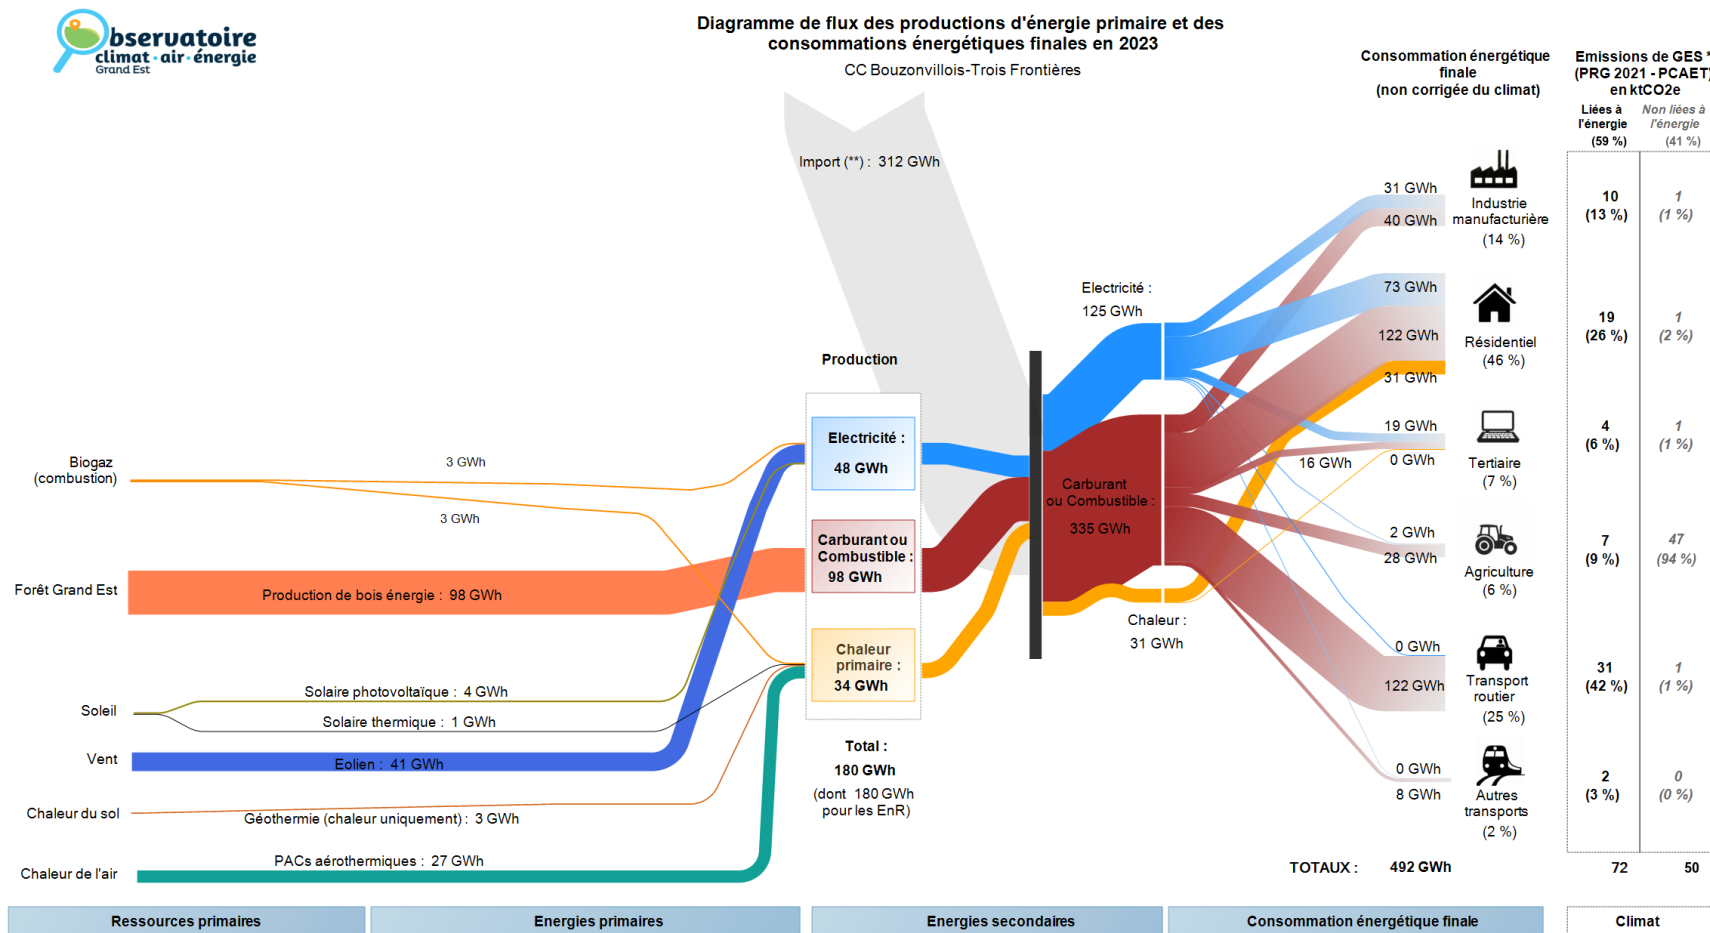 Observatoire
climat · air · énergie
Grand Est
Diagramme de flux des productions d'énergie primaire et des
consommations énergétiques finales en 2023
CC Bouzonvillois-Trois Frontières
Consommation énergétique
finale
(non corrigée du climat)
Emissions de GES *
(PRG 2021 - PCAET)
en ktCO2e
Liées à
l'énergie
(59 %)
Non liées à
l'énergie
(41 %)
Import (**) : 312 GWh
31 GWh
40 GWh
Industrie
manufacturière
(14 %)
10
(13 %)
1
(1 %)
Electricité :
125 GWh
73 GWh
122 GWh
31 GWh
Résidentiel
(46 %)
19
(26 %)
1
(2 %)
Production
Electricité :
48 GWh
Carburant ou
Combustible :
98 GWh
Chaleur
primaire :
34 GWh
Total :
180 GWh
(dont 180 GWh
pour les EnR)
Biogaz
(combustion)
3 GWh
3 GWh
Forêt Grand Est
Production de bois énergie : 98 GWh
Soleil
Solaire photovoltaïque : 4 GWh
Solaire thermique : 1 GWh
Vent
Eolien : 41 GWh
Chaleur du sol
Géothermie (chaleur uniquement) : 3 GWh
Chaleur de l'air
PACs aérothermiques : 27 GWh
Carburant
ou Combustible :
335 GWh
Chaleur :
31 GWh
19 GWh
16 GWh
0 GWh
Tertiaire
(7 %)
4
(6 %)
1
(1 %)
2 GWh
28 GWh
Agriculture
(6 %)
7
(9 %)
47
(94 %)
0 GWh
122 GWh
Transport
routier
(25 %)
31
(42 %)
1
(1 %)
0 GWh
8 GWh
Autres
transports
(2 %)
2
(3 %)
0
(0 %)
TOTAUX : 492 GWh
72
50
Ressources primaires
Energies primaires
Energies secondaires
Consommation énergétique finale
Climat